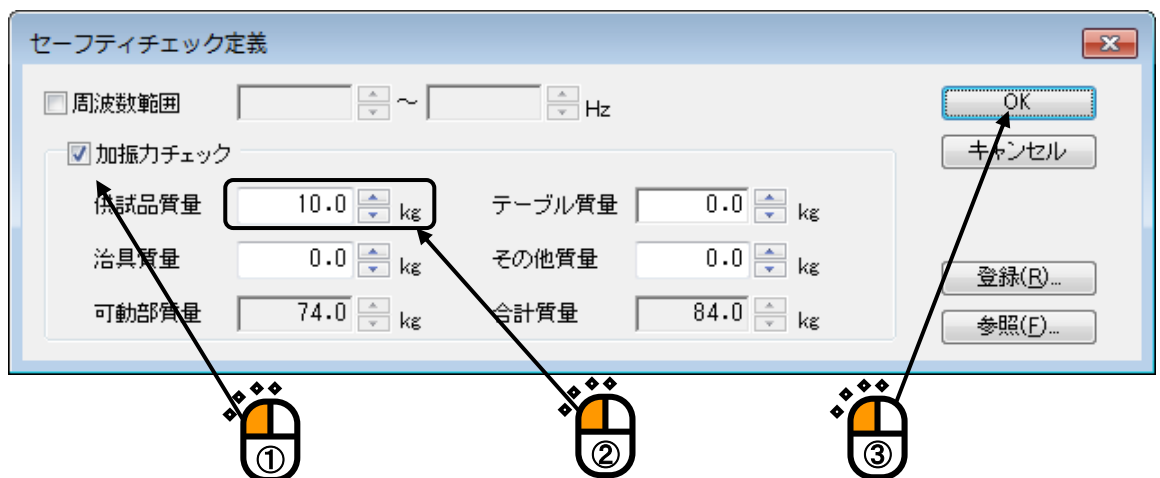 セーフティチェック定義
周波数範囲 ～ Hz OK
加振力チェック キャンセル
供試品質量 10.0 kg テーブル質量 0.0 kg
治具質量 0.0 kg その他質量 0.0 kg
登録(R)...
可動部質量 74.0 kg 合計質量 84.0 kg
参照(F)...
① ② ③